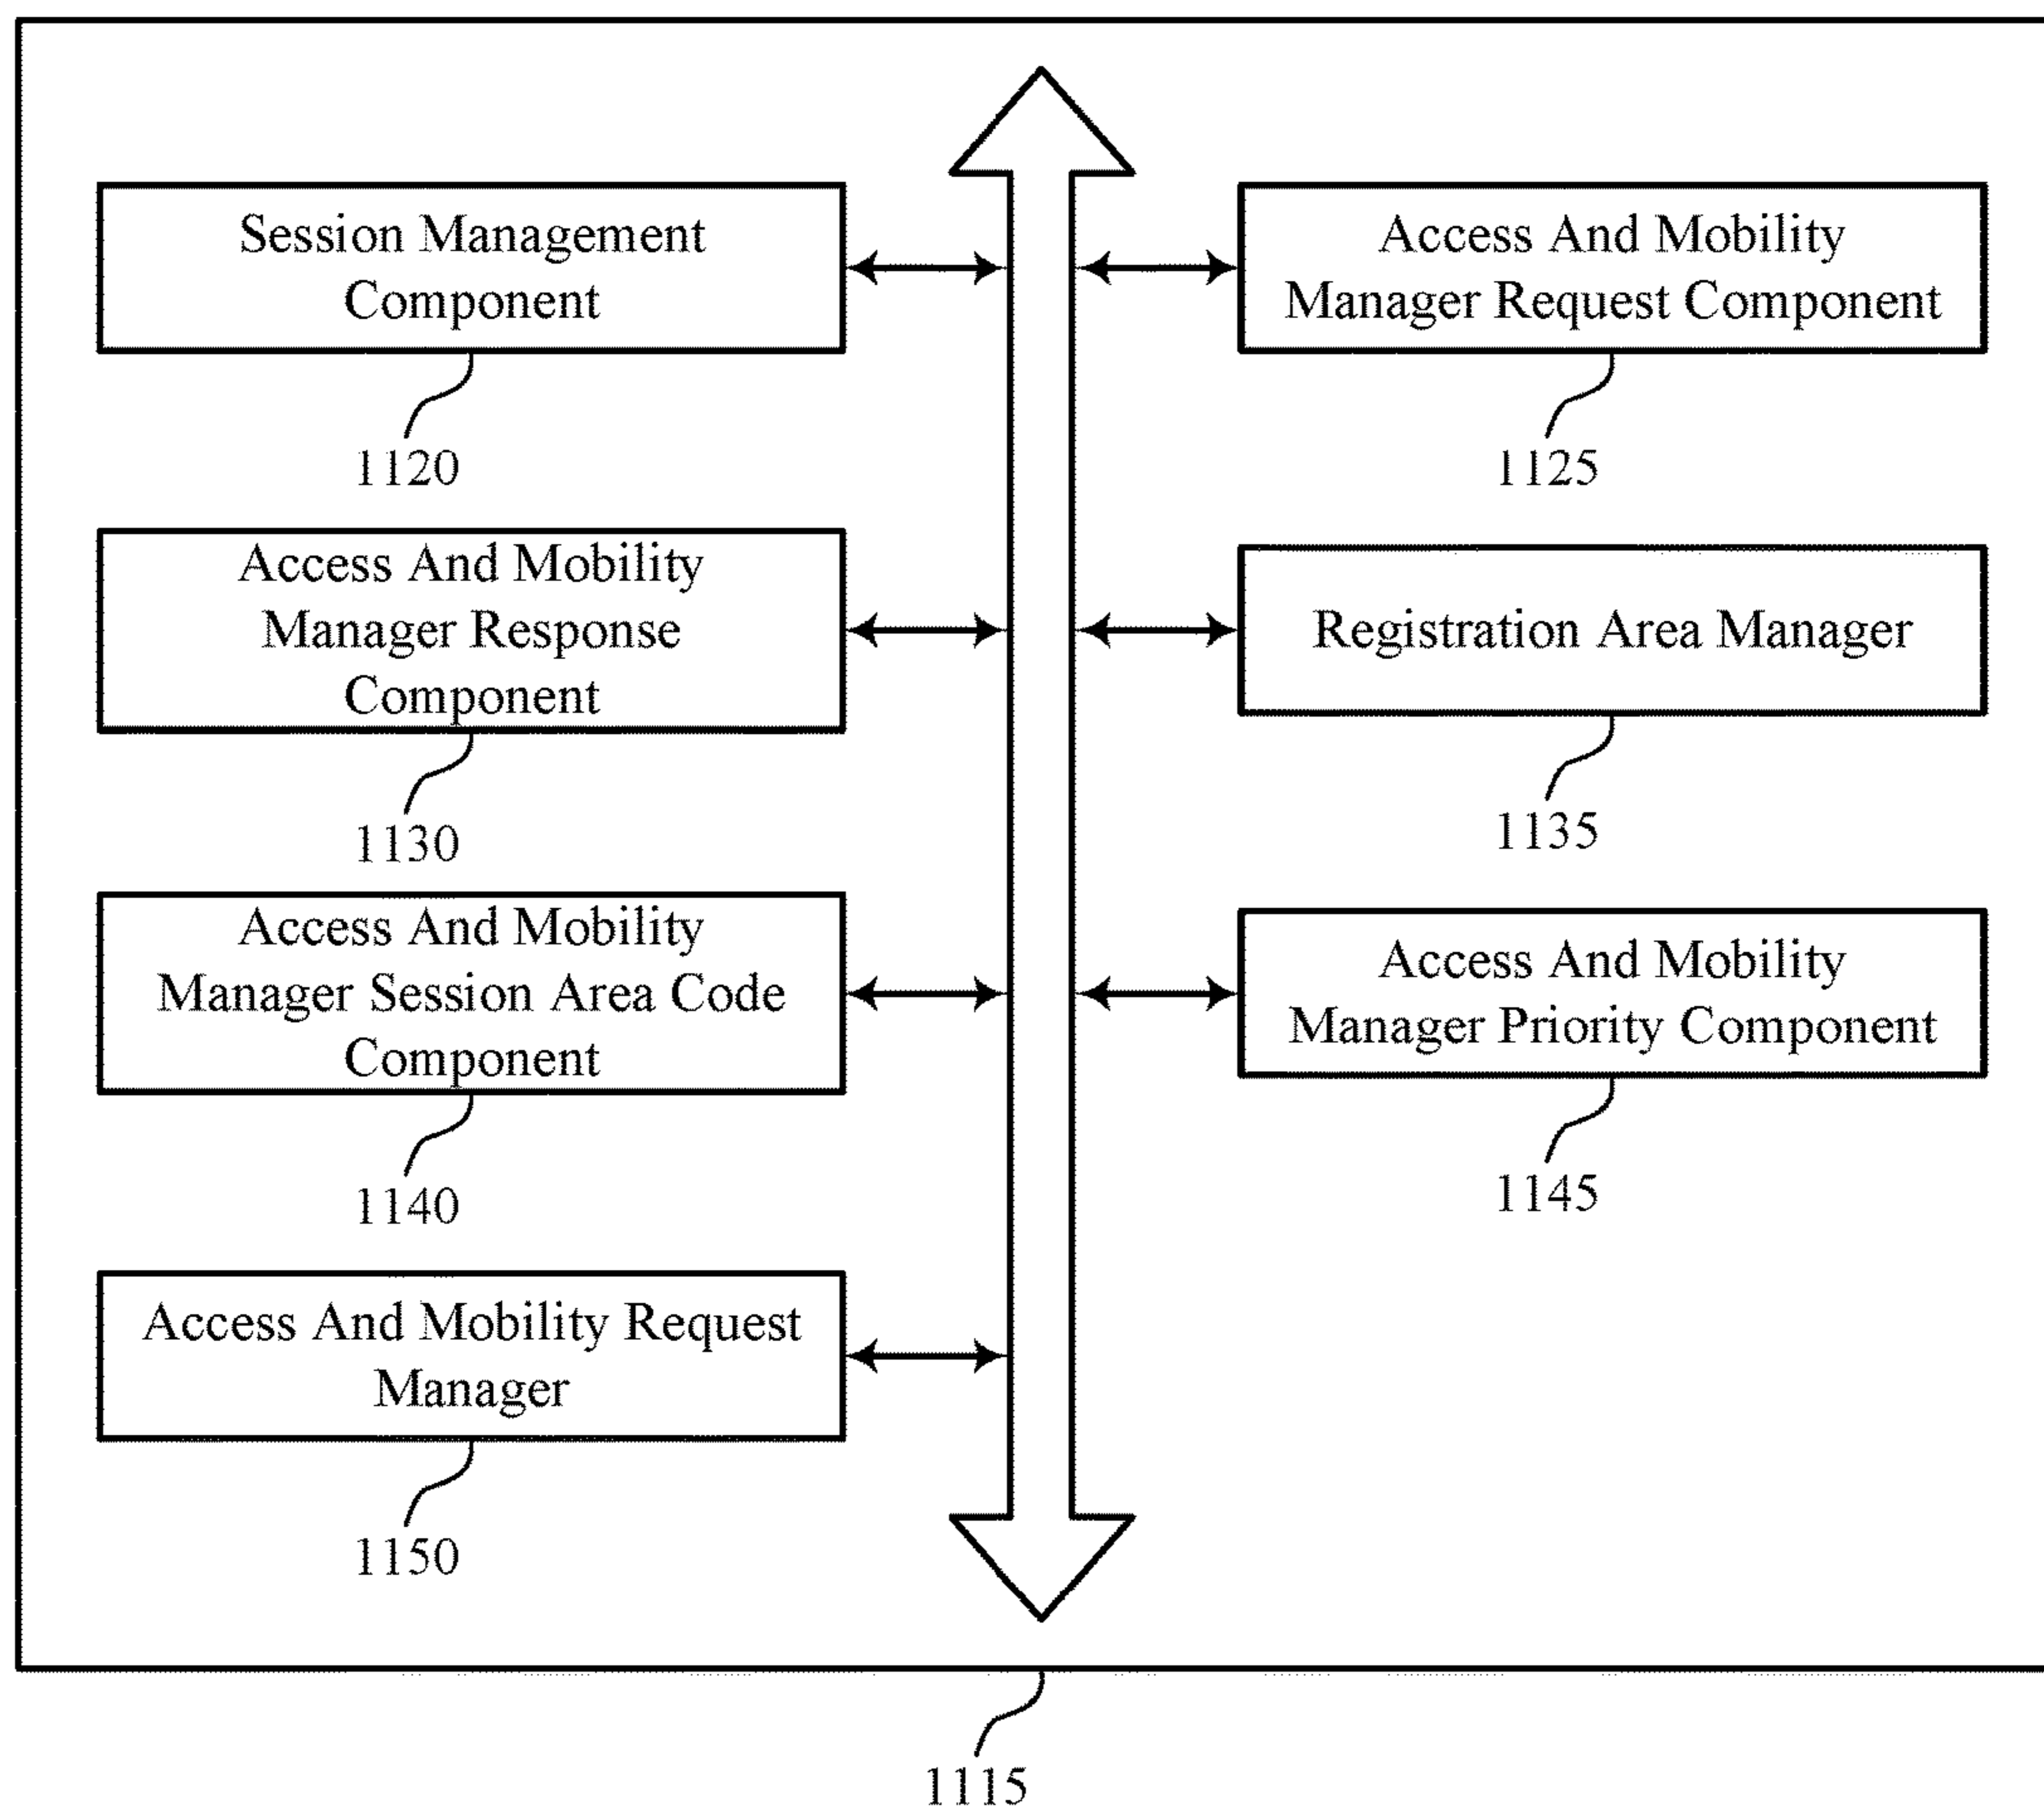 Session Management
Component
1120
Access And Mobility
Manager Request Component
1125
Access And Mobility
Manager Response
Component
1130
Registration Area Manager
1135
Access And Mobility
Manager Session Area Code
Component
1140
Access And Mobility
Manager Priority Component
1145
Access And Mobility Request
Manager
1150
1115